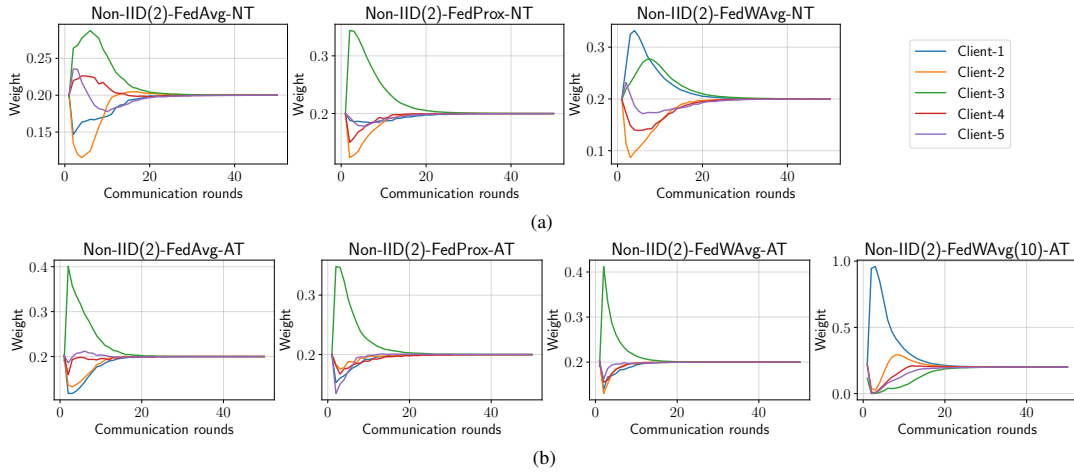 Non-IID(2)-FedAvg-NT
Non-IID(2)-FedProx-NT
Non-IID(2)-FedWAvg-NT
Weight
0.25
0.20
0.15
0
20
40
Communication rounds
Weight
0.3
0.2
0
20
40
Communication rounds
Weight
0.3
0.2
0.1
0
20
40
Communication rounds
Client-1
Client-2
Client-3
Client-4
Client-5
(a)
Non-IID(2)-FedAvg-AT
Non-IID(2)-FedProx-AT
Non-IID(2)-FedWAvg-AT
Non-IID(2)-FedWAvg(10)-AT
Weight
0.4
0.3
0.2
0
20
40
Communication rounds
Weight
0.3
0.2
0
20
40
Communication rounds
Weight
0.4
0.3
0.2
0
20
40
Communication rounds
Weight
1.0
0.5
0.0
0
20
40
Communication rounds
(b)